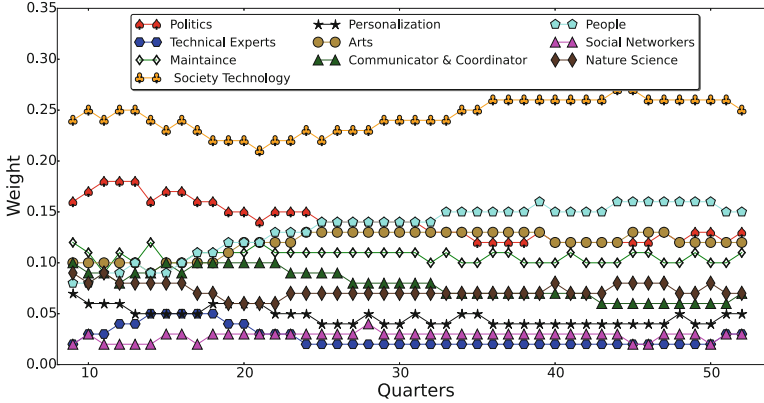 0.35
0.30
0.25
0.20
0.15
0.10
0.05
0.00
Weight
Politics Personalization People
Technical Experts Arts Social Networkers
Maintaince Communicator & Coordinator Nature Science
Society Technology
10 20 30 40 50
Quarters